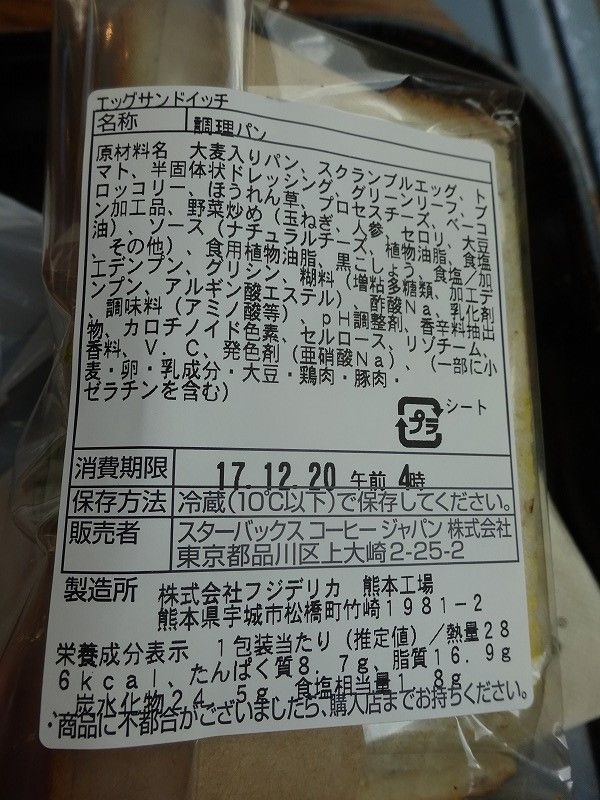 エッグサンドイッチ
名称 調理パン
原材料名 大麦入りパン、スクランブルエッグ、ト
マト、半固体状ドレッシング、グリーンリーフ、ブ
ロッコリー、ほうれん草、プロセスチーズ、ベーコ
ン加工品、野菜炒め(玉ねぎ、人参、セロリ、大豆
油)、ソース(ナチュラルチーズ、植物油脂、食塩
、その他)、食用植物油脂、黒こしょう、塩/加
工デンプン、グリシン、糊料(増粘多糖類、加工デ
ンプン、アルギン酸エステル)、酢酸Na、乳化剤
、調味料(アミノ酸等)、pH調整剤、香辛料抽出
物、カロチノイド色素、セルロース、リゾチーム、
香料、V.C、発色剤(亜硝酸Na)、(一部に小
麦・卵・乳成分・大豆・鶏肉・豚肉・
ゼラチンを含む)
プラ シート
消費期限 17.12.20 午前 4時
保存方法 冷蔵(10℃以下)で保存してください。
販売者 スターバックス コーヒー ジャパン 株式会社
東京都品川区上大崎2-25-2
製造所 株式会社フジデリカ 熊本工場
熊本県宇城市松橋町竹崎1981-2
栄養成分表示 1包装当たり(推定値)/熱量28
6kcal、たんぱく質8.7g、脂質16.9g
、炭水化物24.5g、食塩相当量1.8g
・商品に不都合がございましたら、購入店までお持ちください。